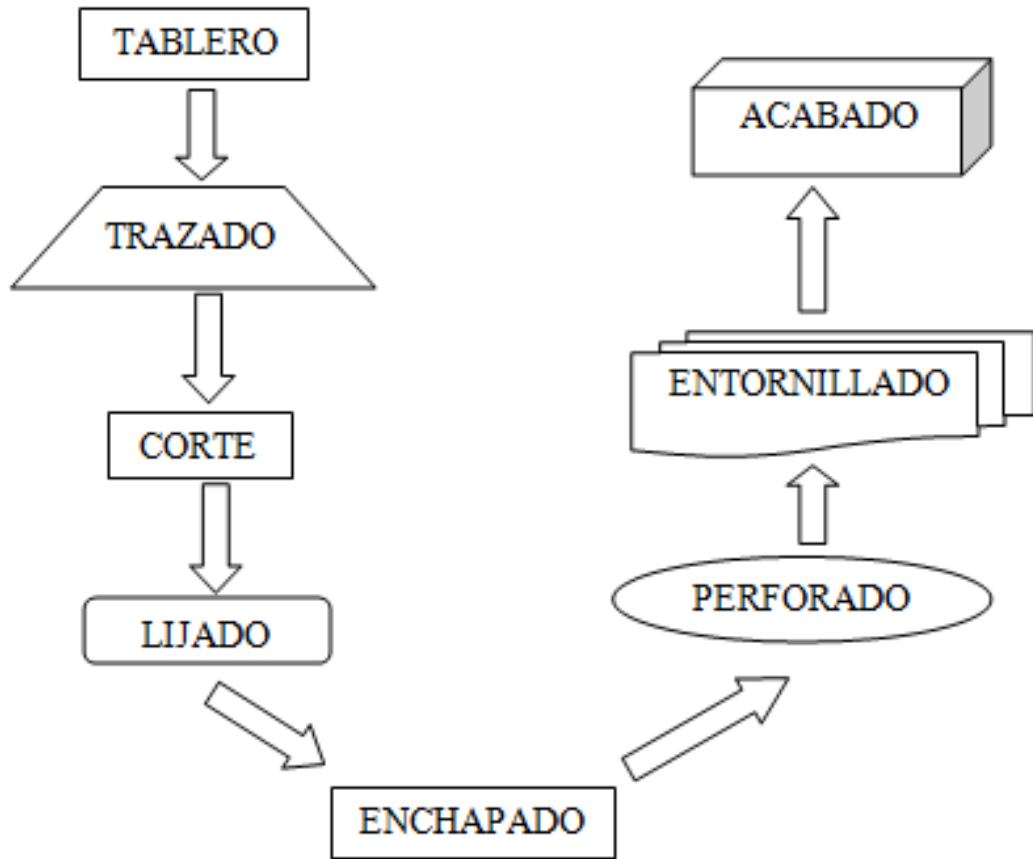 TABLERO
TRAZADO
CORTE
LIJADO
ENCHAPADO
PERFORADO
ENTORNILLADO
ACABADO